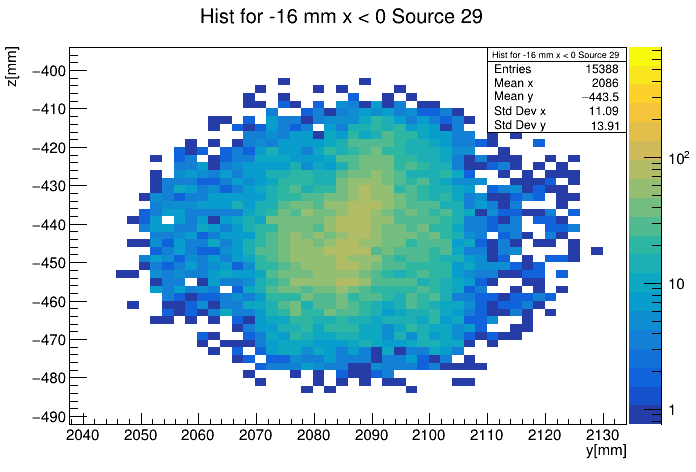 Hist for -16 mm x < 0 Source 29
z[mm]
Hist for -16 mm x < 0 Source 29
Entries 15388
Mean x 2086
Mean y −443.5
Std Dev x 11.09
Std Dev y 13.91
−400
−410
−420
−430
−440
−450
−460
−470
−480
−490
10²
10
1
2040 2050 2060 2070 2080 2090 2100 2110 2120 2130
y[mm]